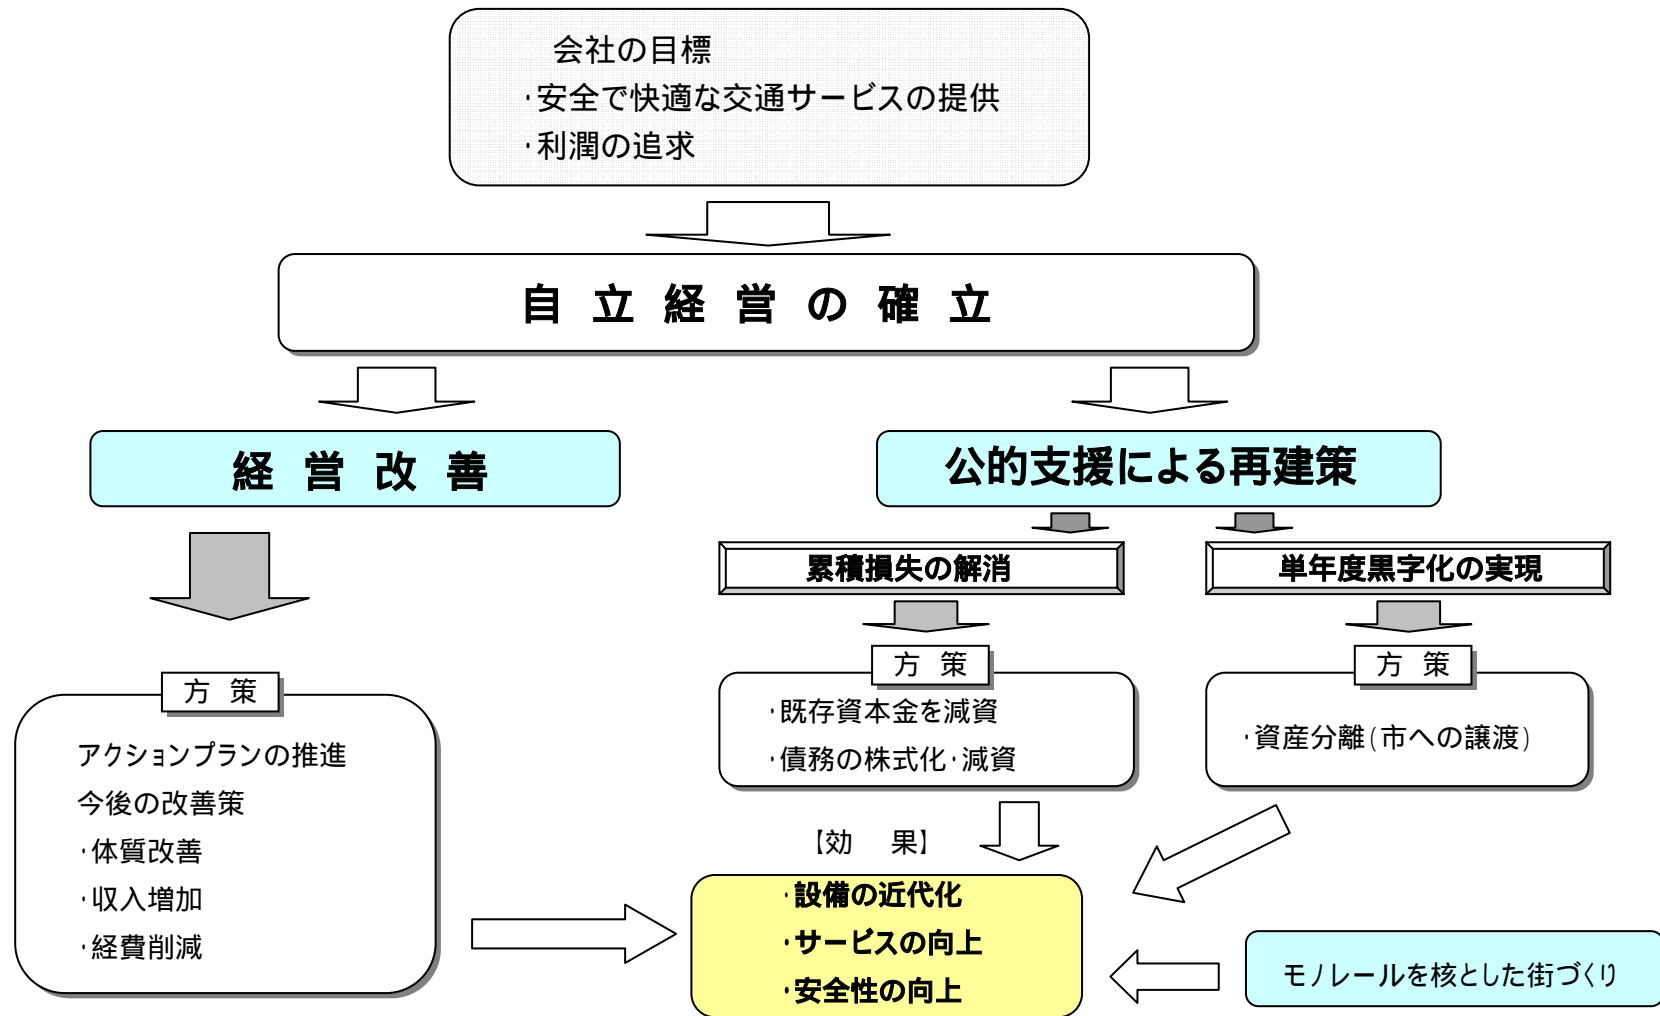 会社の目標
・安全で快適な交通サービスの提供
・利潤の追求
自立経営の確立
経営改善
公的支援による再建策
累積損失の解消
単年度黒字化の実現
方策
アクションプランの推進
今後の改善策
・体質改善
・収入増加
・経費削減
方策
・既存資本金を減資
・債務の株式化・減資
方策
・資産分離(市への譲渡)
【効 果】
・設備の近代化
・サービスの向上
・安全性の向上
モノレールを核とした街づくり